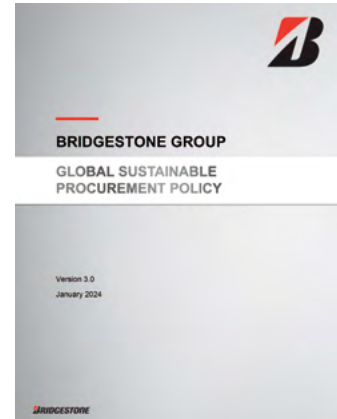 BRIDGESTONE GROUP
GLOBAL SUSTAINABLE
PROCUREMENT POLICY
Version 3.0
January 2024
BRIDGESTONE